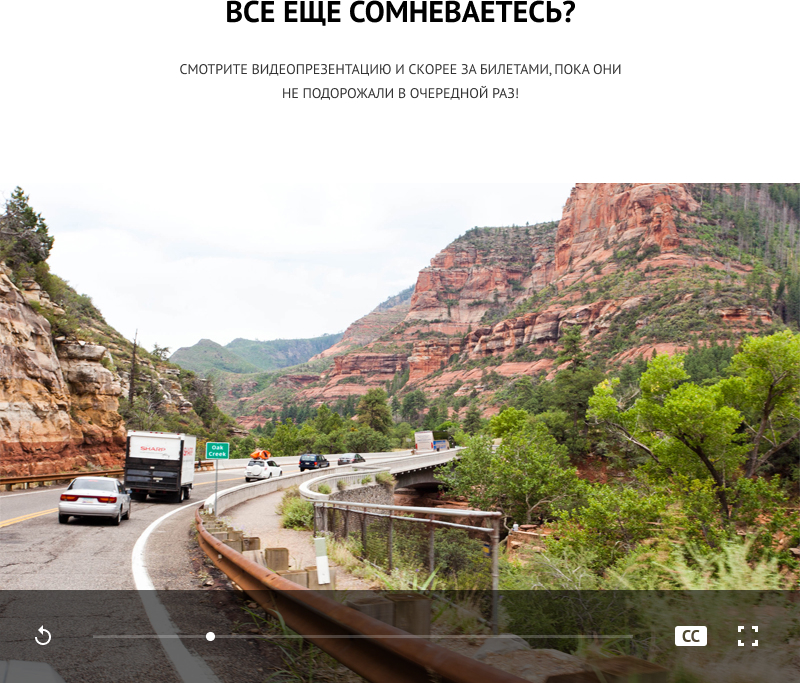 ВСЕ ЕЩЕ СОМНЕВАЕТЕСЬ?
СМОТРИТЕ ВИДЕОПРЕЗЕНТАЦИЮ И СКОРЕЕ ЗА БИЛЕТАМИ, ПОКА ОНИ
НЕ ПОДОРОЖАЛИ В ОЧЕРЕДНОЙ РАЗ!
SHARP
Oak
Creek
CC